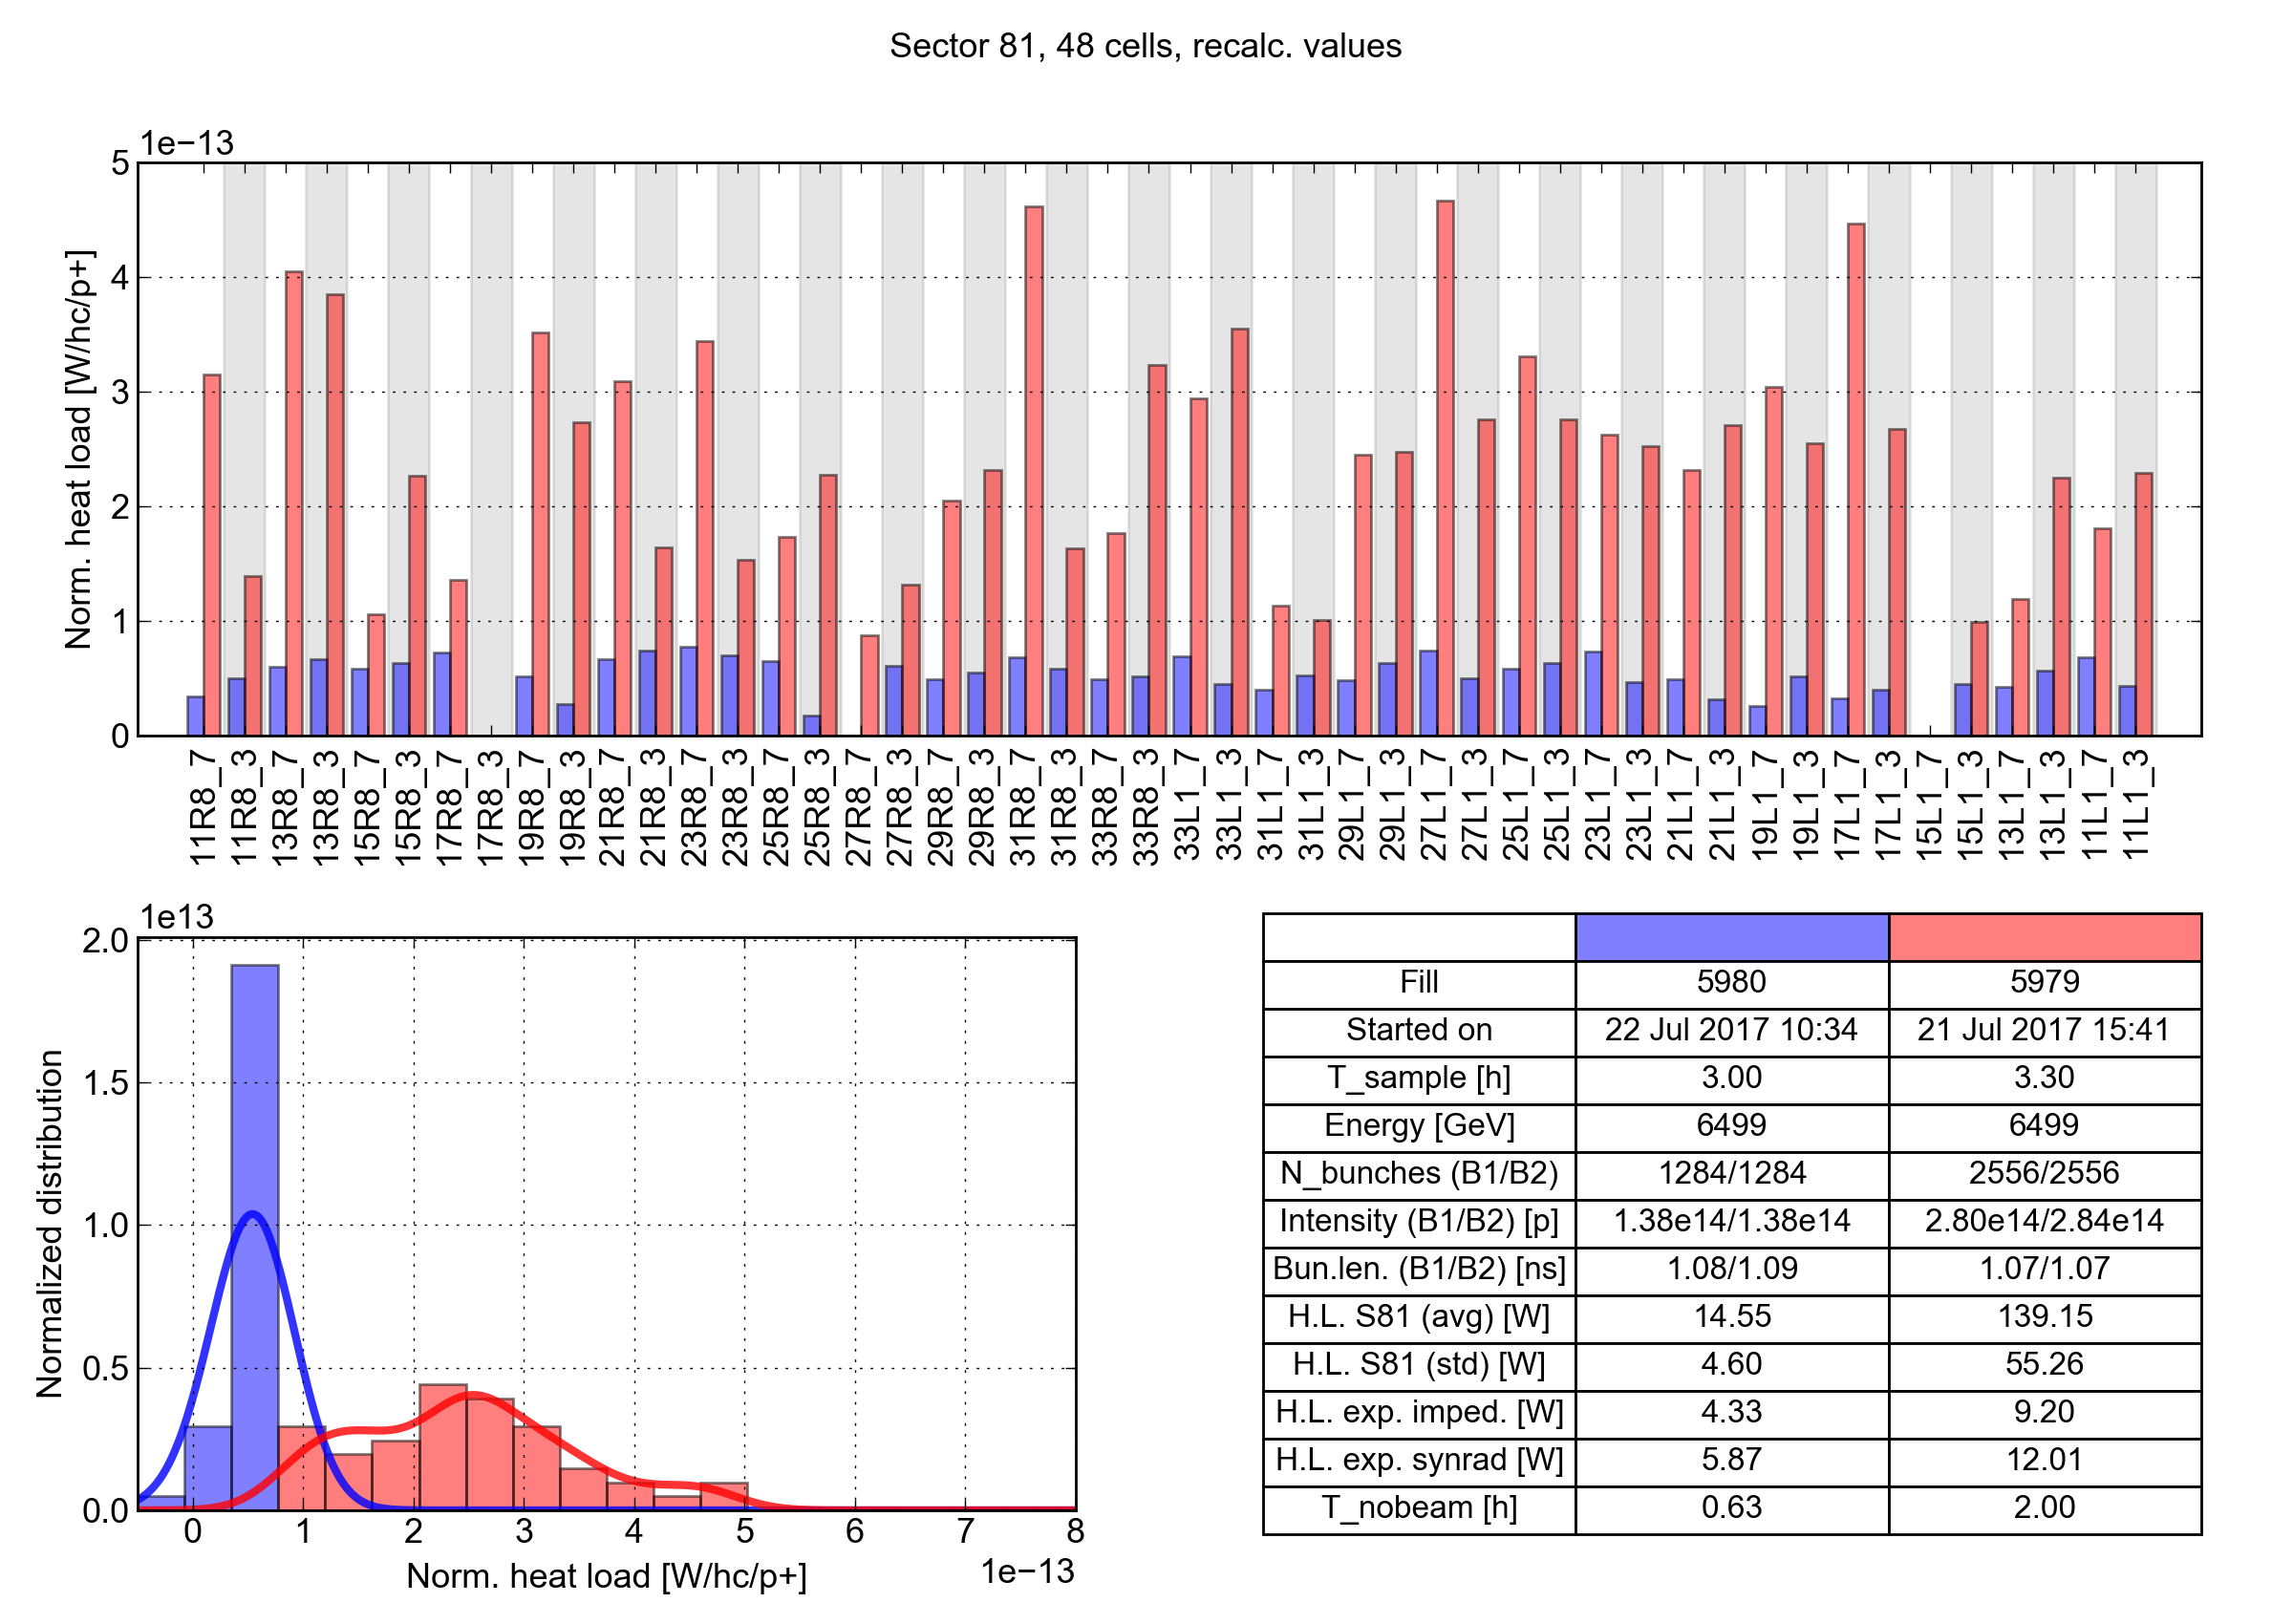 Sector 81, 48 cells, recalc. values
1e−13
5
4
3
2
1
0
Norm. heat load [W/hc/p+]
11R8_7
11R8_3
13R8_7
13R8_3
15R8_7
15R8_3
17R8_7
17R8_3
19R8_7
19R8_3
21R8_7
21R8_3
23R8_7
23R8_3
25R8_7
25R8_3
27R8_7
27R8_3
29R8_7
29R8_3
31R8_7
31R8_3
33R8_7
33R8_3
33L1_7
33L1_3
31L1_7
31L1_3
29L1_7
29L1_3
27L1_7
27L1_3
25L1_7
25L1_3
23L1_7
23L1_3
21L1_7
21L1_3
19L1_7
19L1_3
17L1_7
17L1_3
15L1_7
15L1_3
13L1_7
13L1_3
11L1_7
11L1_3
1e13
2.0
1.5
1.0
0.5
0.0
Normalized distribution
0 1 2 3 4 5 6 7 8
Norm. heat load [W/hc/p+]
1e−13
Fill 5980 5979
Started on 22 Jul 2017 10:34 21 Jul 2017 15:41
T_sample [h] 3.00 3.30
Energy [GeV] 6499 6499
N_bunches (B1/B2) 1284/1284 2556/2556
Intensity (B1/B2) [p] 1.38e14/1.38e14 2.80e14/2.84e14
Bun.len. (B1/B2) [ns] 1.08/1.09 1.07/1.07
H.L. S81 (avg) [W] 14.55 139.15
H.L. S81 (std) [W] 4.60 55.26
H.L. exp. imped. [W] 4.33 9.20
H.L. exp. synrad [W] 5.87 12.01
T_nobeam [h] 0.63 2.00